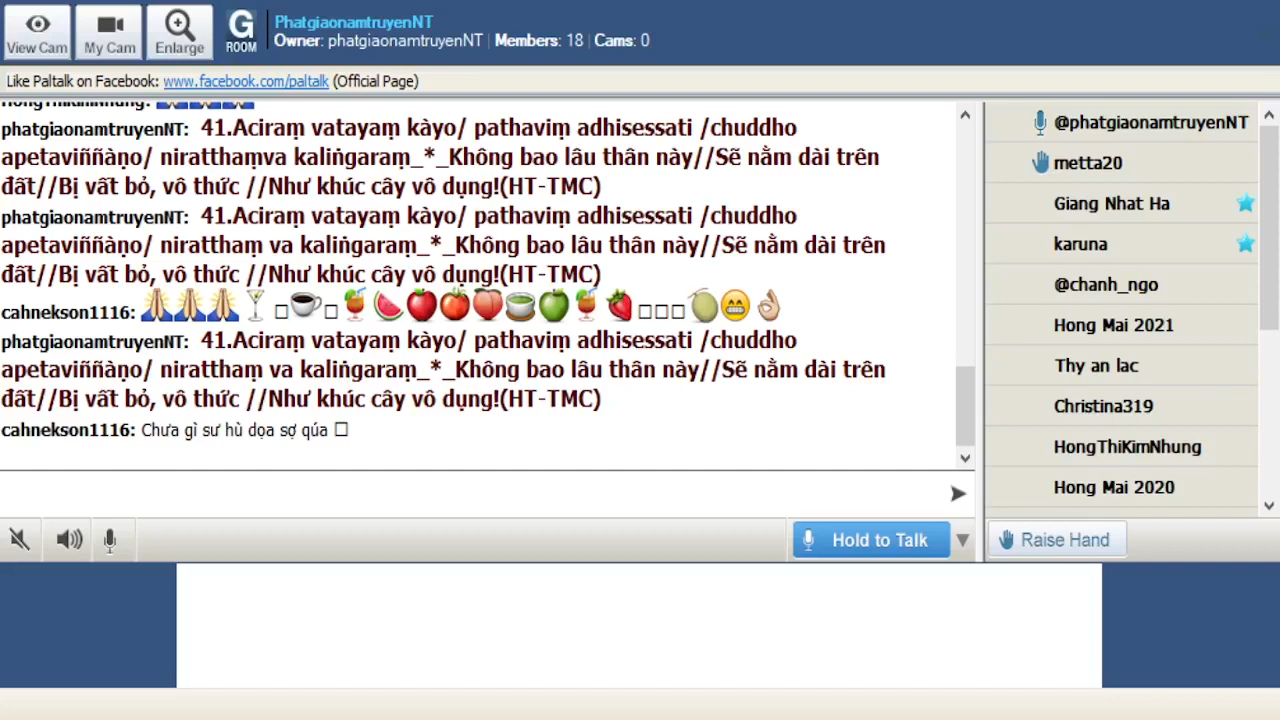 View Cam
My Cam
Enlarge
G
ROOM
PhatgiaonamtruyenNT
Owner: phatgiaonamtruyenNT | Members: 18 | Cams: 0
Like Paltalk on Facebook: www.facebook.com/paltalk (Official Page)
HongThiKimNhung:
phatgiaonamtruyenNT: 41.Aciraṃ vatayaṃ kàyo/ pathaviṃ adhisessati /chuddho
apetaviññàṇo/ niratthaṃva kaliṅgaraṃ_*_Không bao lâu thân này//Sẽ nằm dài trên
đất//Bị vất bỏ, vô thức //Như khúc cây vô dụng!(HT-TMC)
phatgiaonamtruyenNT: 41.Aciraṃ vatayaṃ kàyo/ pathaviṃ adhisessati /chuddho
apetaviññàṇo/ niratthaṃ va kaliṅgaraṃ_*_Không bao lâu thân này//Sẽ nằm dài trên
đất//Bị vất bỏ, vô thức //Như khúc cây vô dụng!(HT-TMC)
cahnekson1116:
phatgiaonamtruyenNT: 41.Aciraṃ vatayaṃ kàyo/ pathaviṃ adhisessati /chuddho
apetaviññàṇo/ niratthaṃ va kaliṅgaraṃ_*_Không bao lâu thân này//Sẽ nằm dài trên
đất//Bị vất bỏ, vô thức //Như khúc cây vô dụng!(HT-TMC)
cahnekson1116: Chưa gì sư hù dọa sợ qúa
@phatgiaonamtruyenNT
metta20
Giang Nhat Ha
karuna
@chanh_ngo
Hong Mai 2021
Thy an lac
Christina319
HongThiKimNhung
Hong Mai 2020
Hold to Talk
Raise Hand